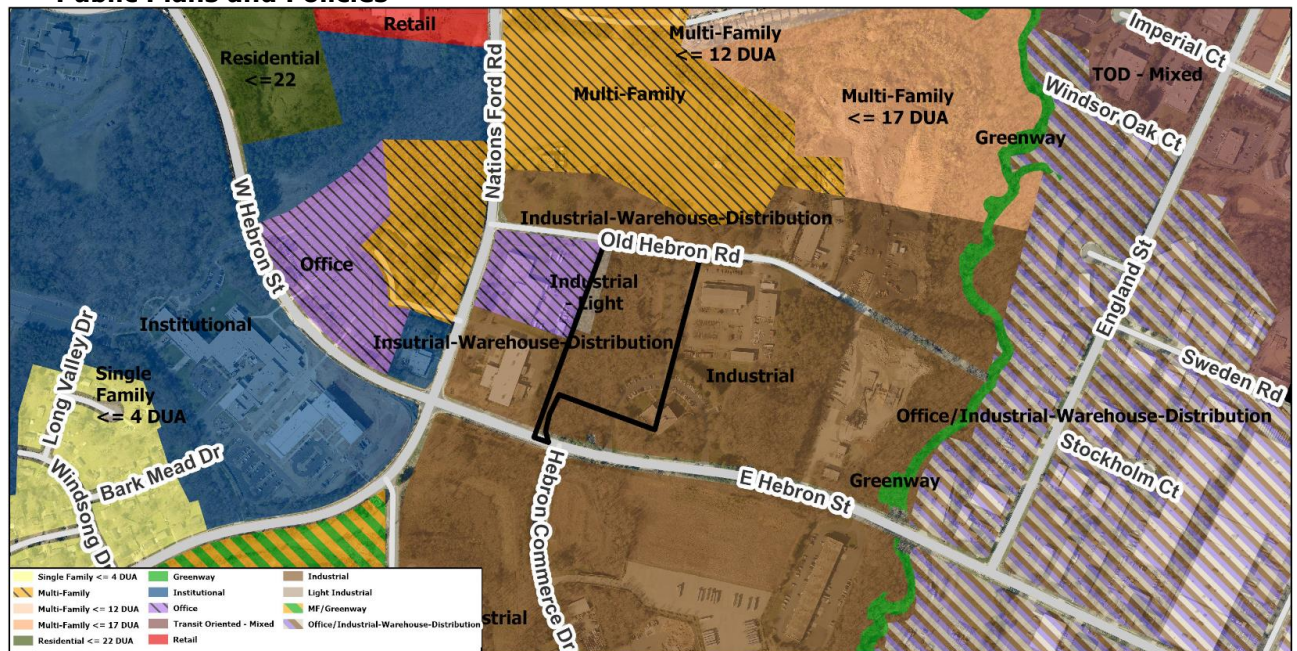 Public Plans and Policies
Retail
Residential
<=22
Nations Ford Rd
Multi-Family
<= 12 DUA
Multi-Family
Multi-Family
<= 17 DUA
Imperial Ct
TOD - Mixed
Windsor Oak Ct
Greenway
W Hebron St
Office
Industrial-Warehouse-Distribution
Old Hebron Rd
Industrial
- Light
England St
Institutional
Insutrial-Warehouse-Distribution
Industrial
Sweden Rd
Long Valley Dr
Single
Family
<= 4 DUA
Office/Industrial-Warehouse-Distribution
Stockholm Ct
Bark Mead Dr
Windsong Dr
Greenway
E Hebron St
Hebron Commerce Dr
strial
Single Family <= 4 DUA
Multi-Family
Multi-Family <= 12 DUA
Multi-Family <= 17 DUA
Residential <= 22 DUA
Greenway
Institutional
Office
Transit Oriented - Mixed
Retail
Industrial
Light Industrial
MF/Greenway
Office/Industrial-Warehouse-Distribution